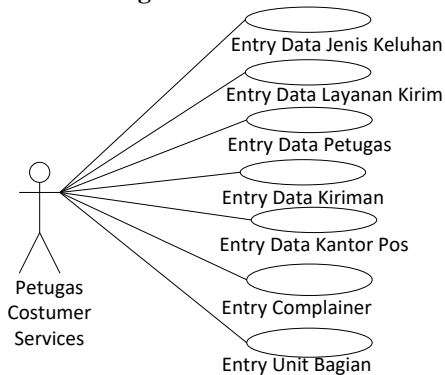 Entry Data Jenis Keluhan
Entry Data Layanan Kirim
Entry Data Petugas
Entry Data Kiriman
Entry Data Kantor Pos
Entry Complainer
Entry Unit Bagian
Petugas
Costumer
Services